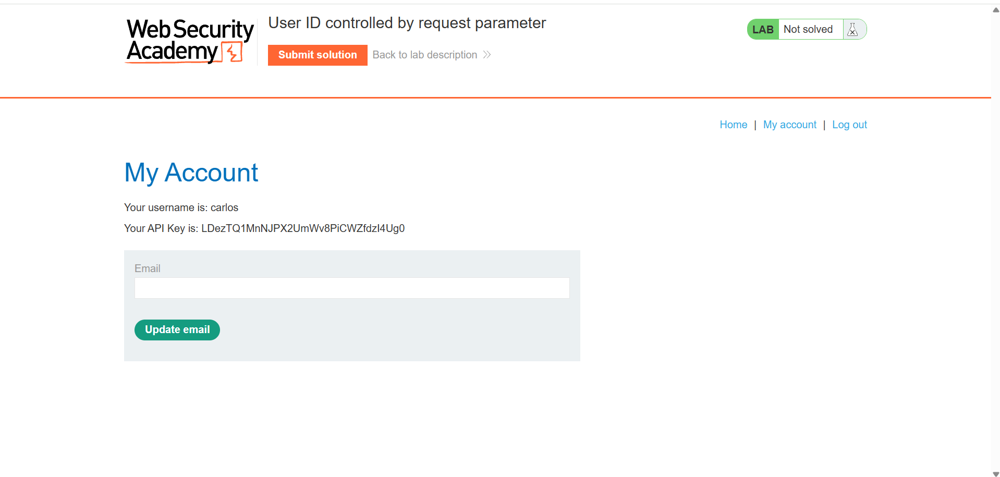 Web Security
Academy
User ID controlled by request parameter
Submit solution
Back to lab description
LAB
Not solved
Home | My account | Log out
My Account
Your username is: carlos
Your API Key is: LDezTQ1MnNJPX2UmWv8PiCWZfdzI4Ug0
Email
Update email